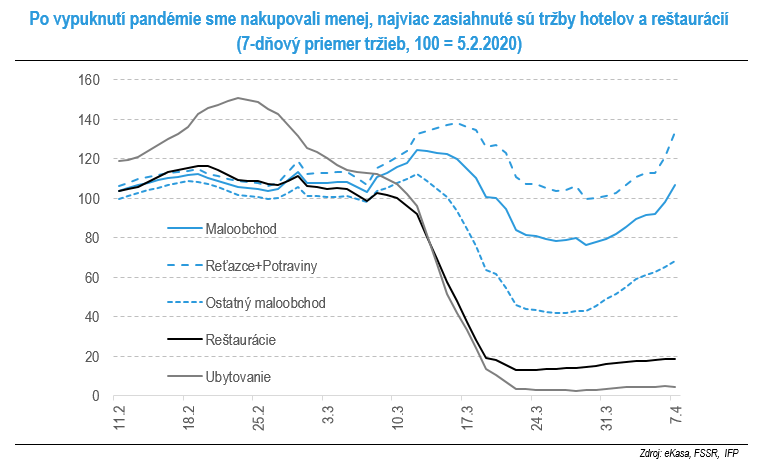 Po vypuknutí pandémie sme nakupovali menej, najviac zasiahnuté sú tržby hotelov a reštaurácií
(7-dňový priemer tržieb, 100 = 5.2.2020)
160
140
120
100
80
60
40
20
0
Maloobchod
Reťazce+Potraviny
Ostatný maloobchod
Reštaurácie
Ubytovanie
11.2
18.2
25.2
3.3
10.3
17.3
24.3
31.3
7.4
Zdroj: eKasa, FSSR, IFP